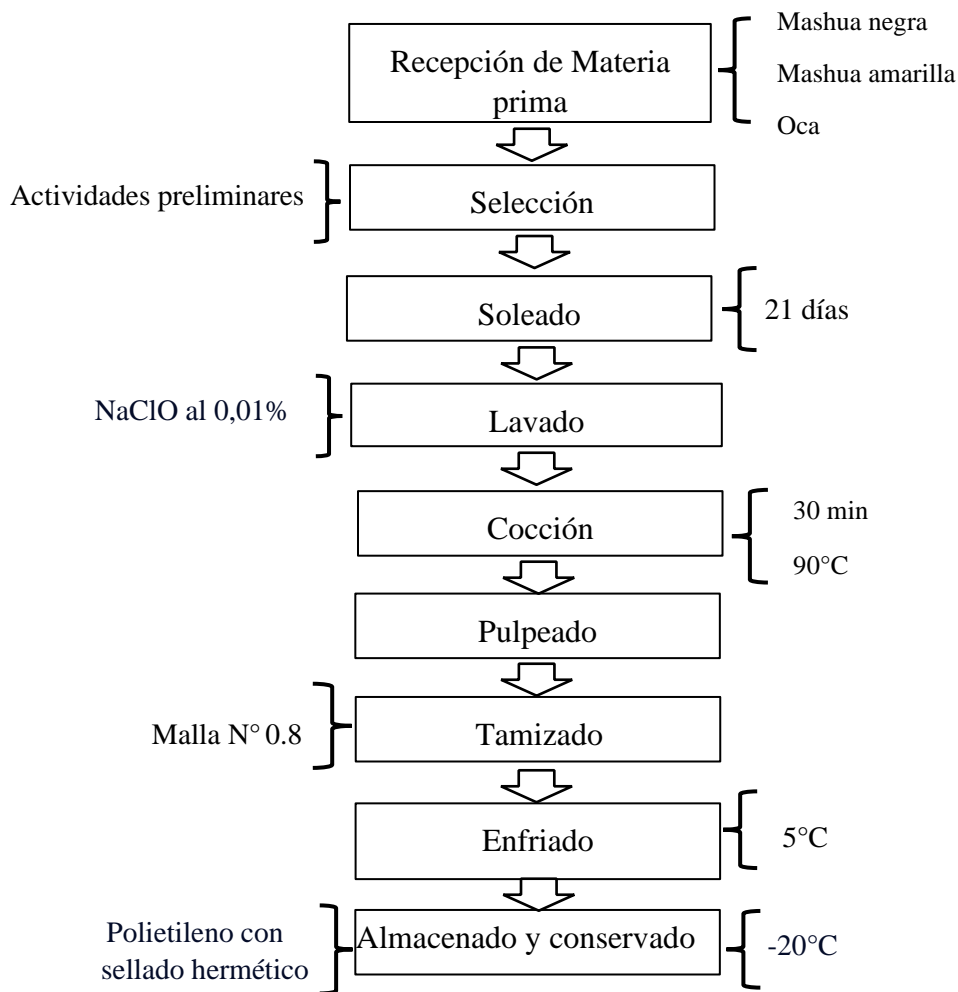 Recepción de Materia
prima
Mashua negra
Mashua amarilla
Oca
Actividades preliminares
Selección
Soleado
21 días
NaClO al 0,01%
Lavado
Cocción
30 min
90°C
Pulpeado
Malla N° 0.8
Tamizado
Enfriado
5°C
Polietileno con
sellado hermético
Almacenado y conservado
-20°C